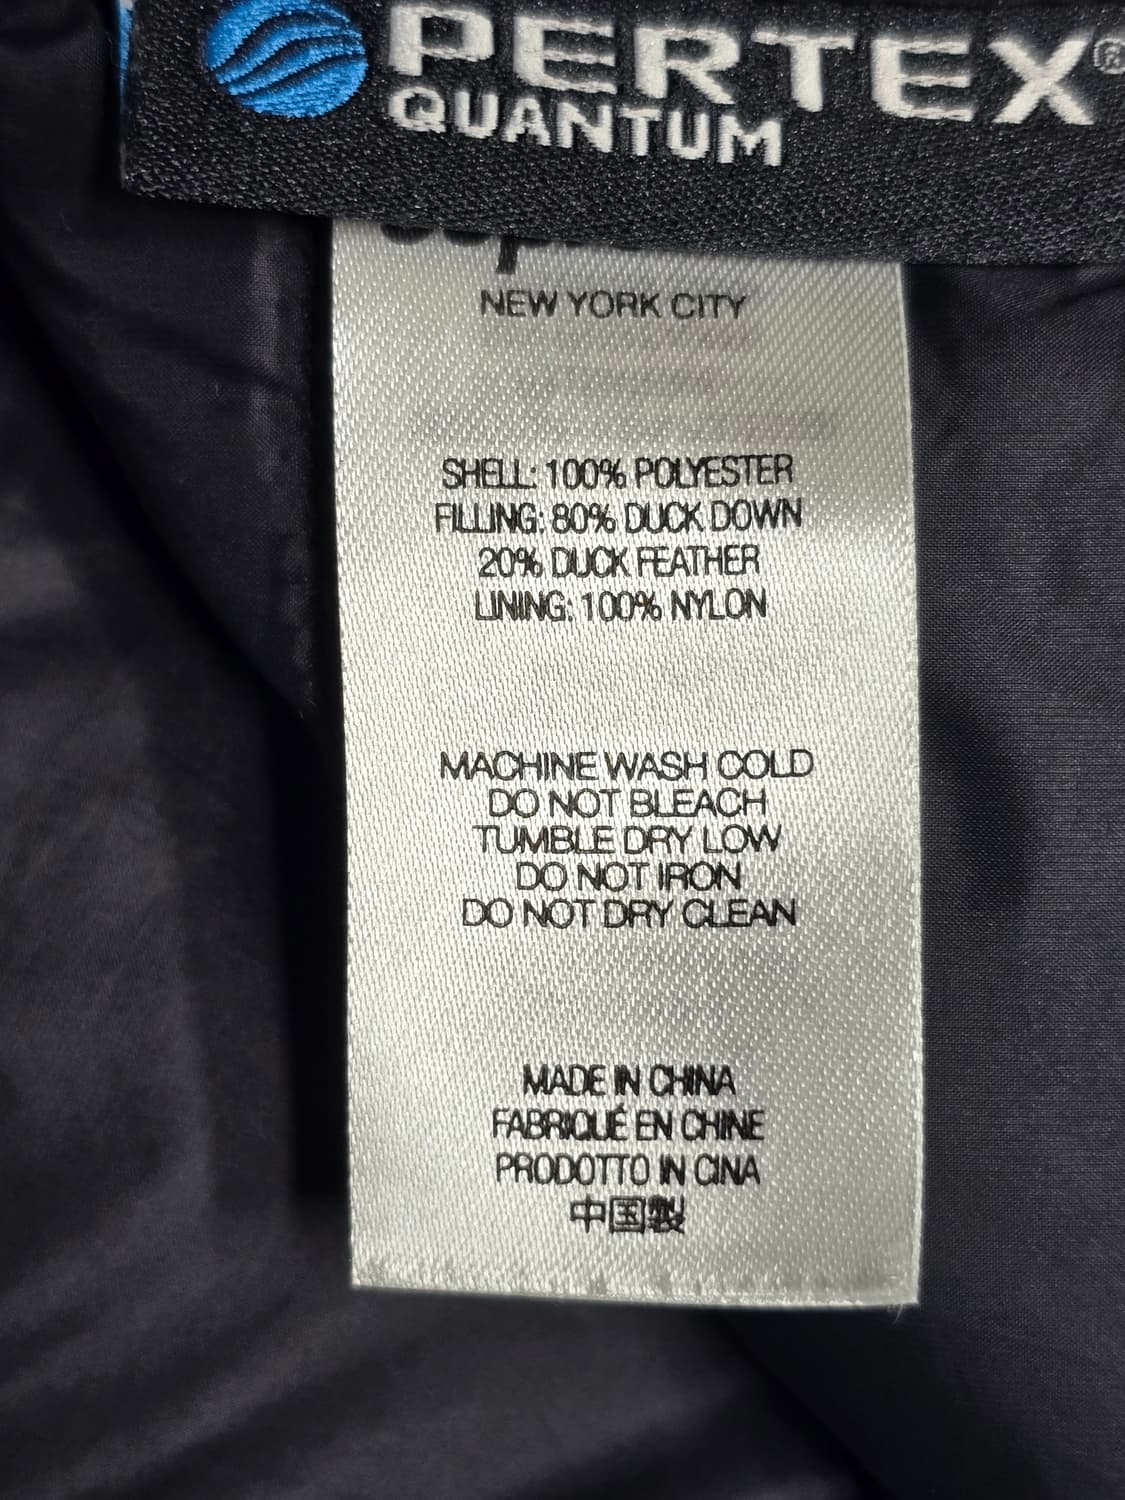 PERTEX®
QUANTUM
NEW YORK CITY
SHELL: 100% POLYESTER
FILLING: 80% DUCK DOWN
20% DUCK FEATHER
LINING: 100% NYLON
MACHINE WASH COLD
DO NOT BLEACH
TUMBLE DRY LOW
DO NOT IRON
DO NOT DRY CLEAN
MADE IN CHINA
FABRIQUÉ EN CHINE
PRODOTTO IN CINA
中国製